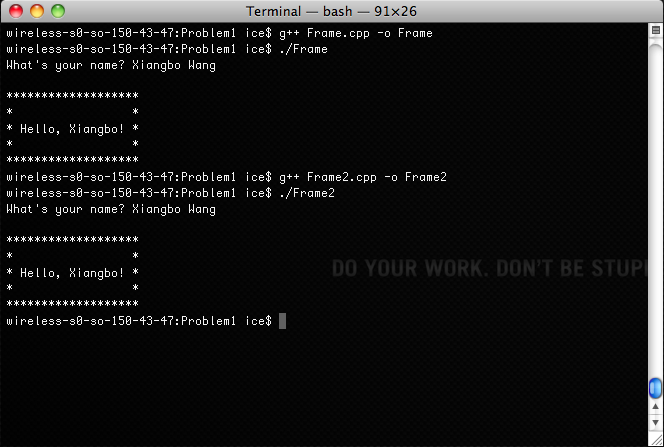 Terminal — bash — 91×26
wireless-s0-so-150-43-47:Problem1 ice$ g++ Frame.cpp -o Frame
wireless-s0-so-150-43-47:Problem1 ice$ ./Frame
What's your name? Xiangbo Wang

*******************
*                 *
* Hello, Xiangbo! *
*                 *
*******************
wireless-s0-so-150-43-47:Problem1 ice$ g++ Frame2.cpp -o Frame2
wireless-s0-so-150-43-47:Problem1 ice$ ./Frame2
What's your name? Xiangbo Wang

*******************
*                 *
* Hello, Xiangbo! *
*                 *
*******************
wireless-s0-so-150-43-47:Problem1 ice$
DO YOUR WORK. DON'T BE STUPI